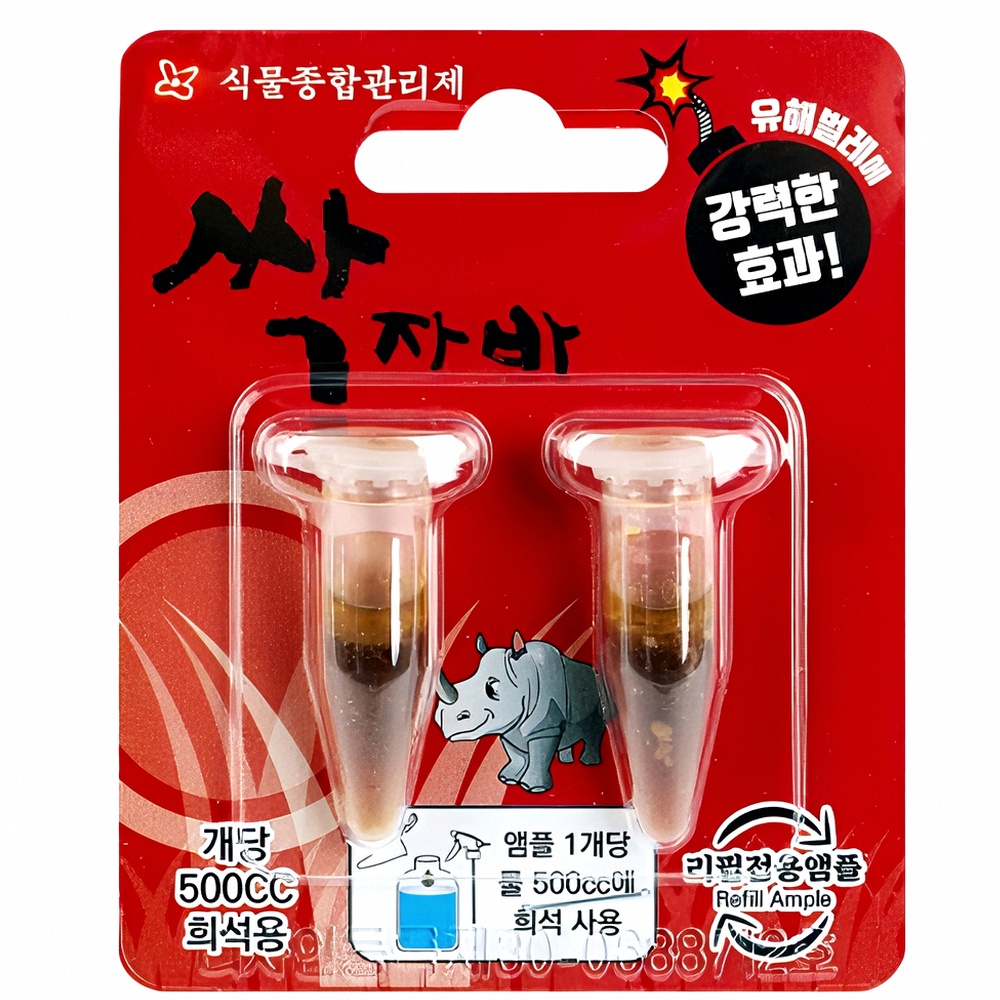 식물종합관리제
유해벌레에
강력한
효과!
싹
싹자바
개당
500CC
희석용
앰플 1개당
물 500cc에
희석 사용
리필전용앰플
Refill Ample